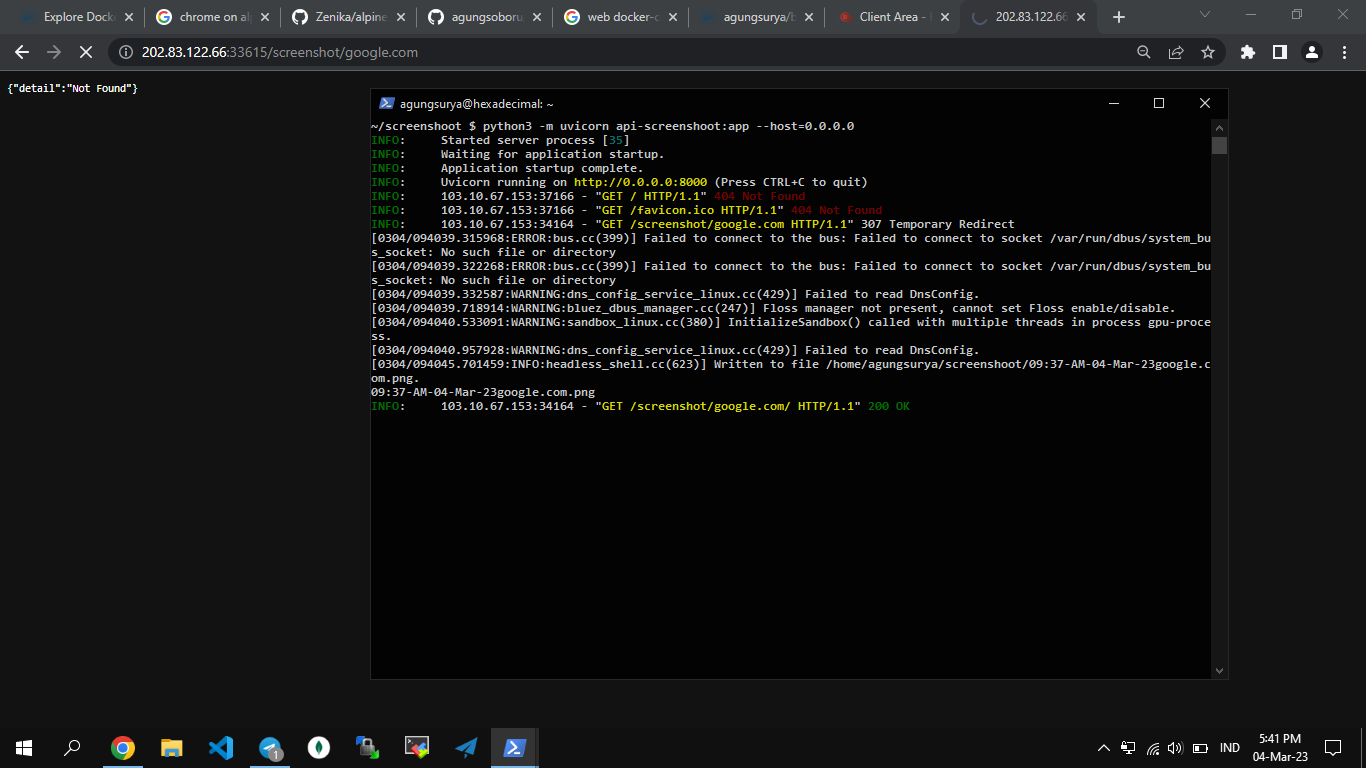 Explore Dock
chrome on al
Zenika/alpine
agungsoboru
web docker-c
agungsurya/b
Client Area -
202.83.122.66
202.83.122.66:33615/screenshot/google.com
{"detail":"Not Found"}
agungsurya@hexadecimal: ~
~/screenshoot $ python3 -m uvicorn api-screenshoot:app --host=0.0.0.0
INFO: Started server process [35]
INFO: Waiting for application startup.
INFO: Application startup complete.
INFO: Uvicorn running on http://0.0.0.0:8000 (Press CTRL+C to quit)
INFO: 103.10.67.153:37166 - "GET / HTTP/1.1" 404 Not Found
INFO: 103.10.67.153:37166 - "GET /favicon.ico HTTP/1.1" 404 Not Found
INFO: 103.10.67.153:34164 - "GET /screenshot/google.com HTTP/1.1" 307 Temporary Redirect
[0304/094039.315968:ERROR:bus.cc(399)] Failed to connect to the bus: Failed to connect to socket /var/run/dbus/system_bu
s_socket: No such file or directory
[0304/094039.322268:ERROR:bus.cc(399)] Failed to connect to the bus: Failed to connect to socket /var/run/dbus/system_bu
s_socket: No such file or directory
[0304/094039.332587:WARNING:dns_config_service_linux.cc(429)] Failed to read DnsConfig.
[0304/094039.718914:WARNING:bluez_dbus_manager.cc(247)] Floss manager not present, cannot set Floss enable/disable.
[0304/094040.533091:WARNING:sandbox_linux.cc(380)] InitializeSandbox() called with multiple threads in process gpu-proce
ss.
[0304/094040.957928:WARNING:dns_config_service_linux.cc(429)] Failed to read DnsConfig.
[0304/094045.701459:INFO:headless_shell.cc(623)] Written to file /home/agungsurya/screenshoot/09:37-AM-04-Mar-23google.c
om.png.
09:37-AM-04-Mar-23google.com.png
INFO: 103.10.67.153:34164 - "GET /screenshot/google.com/ HTTP/1.1" 200 OK
1
IND
5:41 PM
04-Mar-23